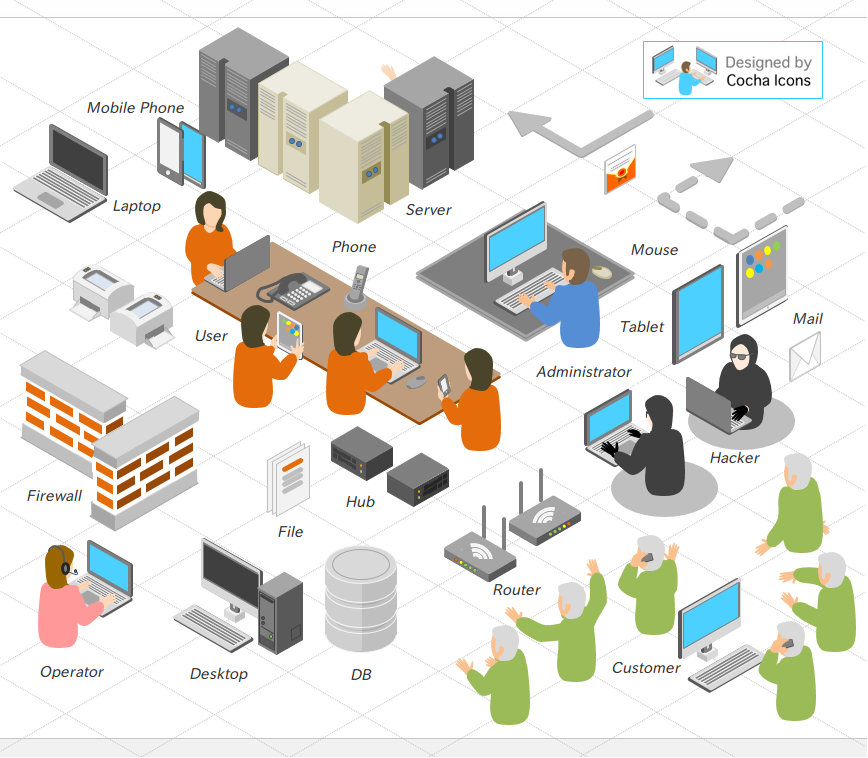 Designed by
Cocha Icons
Mobile Phone
Laptop
Server
Phone
Mouse
User
Tablet
Mail
Administrator
Hacker
Firewall
Hub
File
Router
Operator
Desktop
DB
Customer